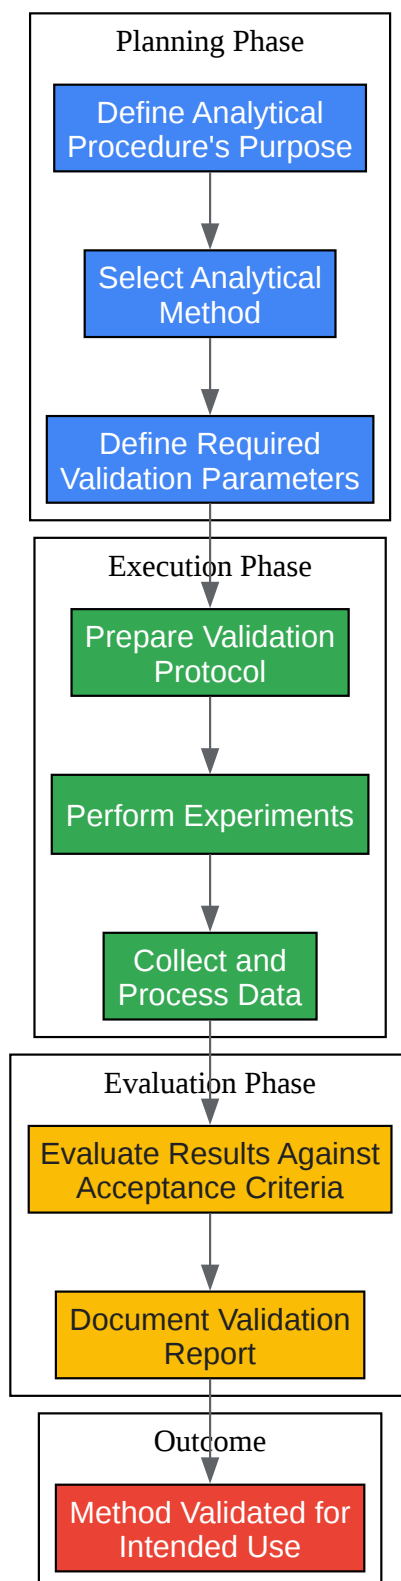 Planning Phase
Define Analytical
Procedure's Purpose
Select Analytical
Method
Define Required
Validation Parameters
Execution Phase
Prepare Validation
Protocol
Perform Experiments
Collect and
Process Data
Evaluation Phase
Evaluate Results Against
Acceptance Criteria
Document Validation
Report
Outcome
Method Validated for
Intended Use